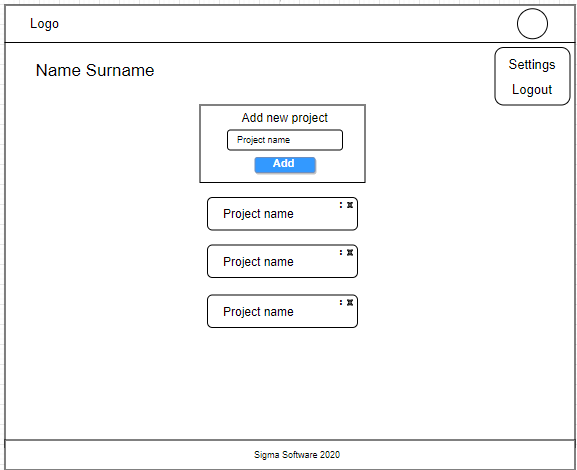 Logo
Settings
Logout
Name Surname
Add new project
Project name
Add
: x
Project name
: x
Project name
: x
Project name
Sigma Software 2020